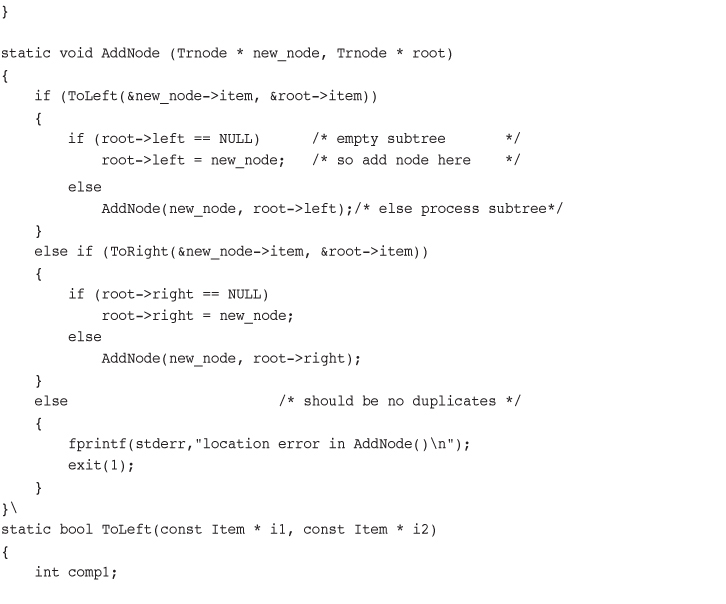 }
static void AddNode (Trnode * new_node, Trnode * root)
{
    if (ToLeft(&new_node->item, &root->item))
    {
        if (root->left == NULL)      /* empty subtree       */
            root->left = new_node;   /* so add node here    */
        else
            AddNode(new_node, root->left);/* else process subtree*/
    }
    else if (ToRight(&new_node->item, &root->item))
    {
        if (root->right == NULL)
            root->right = new_node;
        else
            AddNode(new_node, root->right);
    }
    else                         /* should be no duplicates */
    {
        fprintf(stderr,"location error in AddNode()\n");
        exit(1);
    }
}\
static bool ToLeft(const Item * i1, const Item * i2)
{
    int comp1;